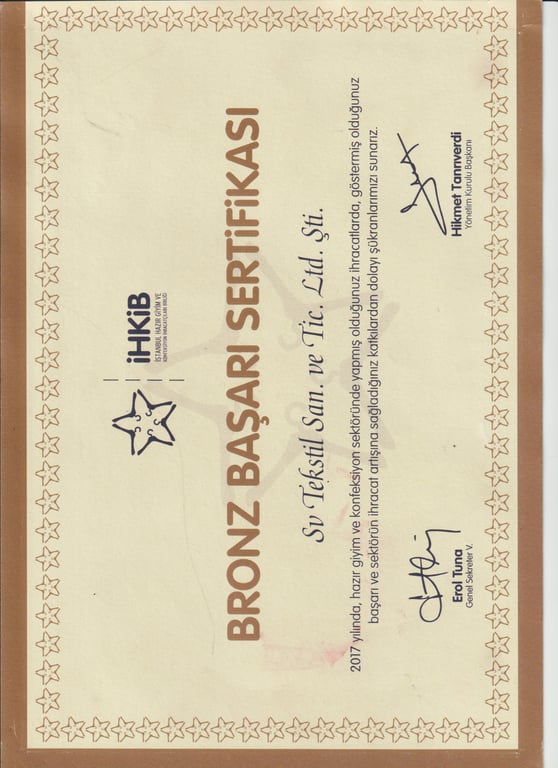 İHKİB
İSTANBUL HAZIR GİYİM VE
KONFEKSİYON İHRACATÇILARI BİRLİĞİ
BRONZ BAŞARI SERTİFİKASI
Sv Tekstil San. ve Tic. Ltd. Şti.
2017 yılında, hazır giyim ve konfeksiyon sektöründe yapmış olduğunuz ihracatlarda, göstermiş olduğunuz
başarı ve sektörün ihracat artışına sağladığınız katkılardan dolayı şükranlarımızı sunarız.
Erol Tuna
Genel Sekreter V.
Hikmet Tanrıverdi
Yönetim Kurulu Başkanı